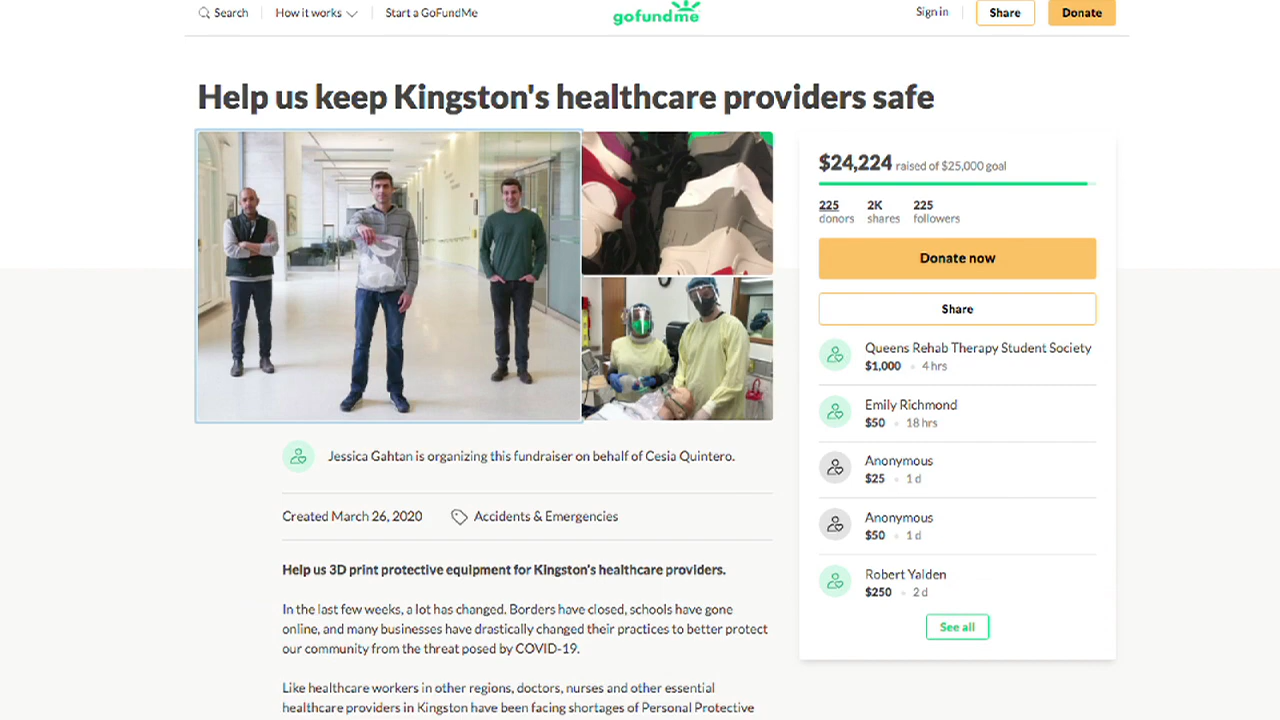 Search
How it works
Start a GoFundMe
gofundme
Sign in
Share
Donate
Help us keep Kingston's healthcare providers safe
$24,224 raised of $25,000 goal
225 donors
2K shares
225 followers
Donate now
Share
Queens Rehab Therapy Student Society
$1,000 • 4 hrs
Emily Richmond
$50 • 18 hrs
Anonymous
$25 • 1 d
Anonymous
$50 • 1 d
Robert Yalden
$250 • 2 d
See all
Jessica Gahtan is organizing this fundraiser on behalf of Cesia Quintero.
Created March 26, 2020
Accidents & Emergencies
Help us 3D print protective equipment for Kingston's healthcare providers.
In the last few weeks, a lot has changed. Borders have closed, schools have gone
online, and many businesses have drastically changed their practices to better protect
our community from the threat posed by COVID-19.
Like healthcare workers in other regions, doctors, nurses and other essential
healthcare providers in Kingston have been facing shortages of Personal Protective